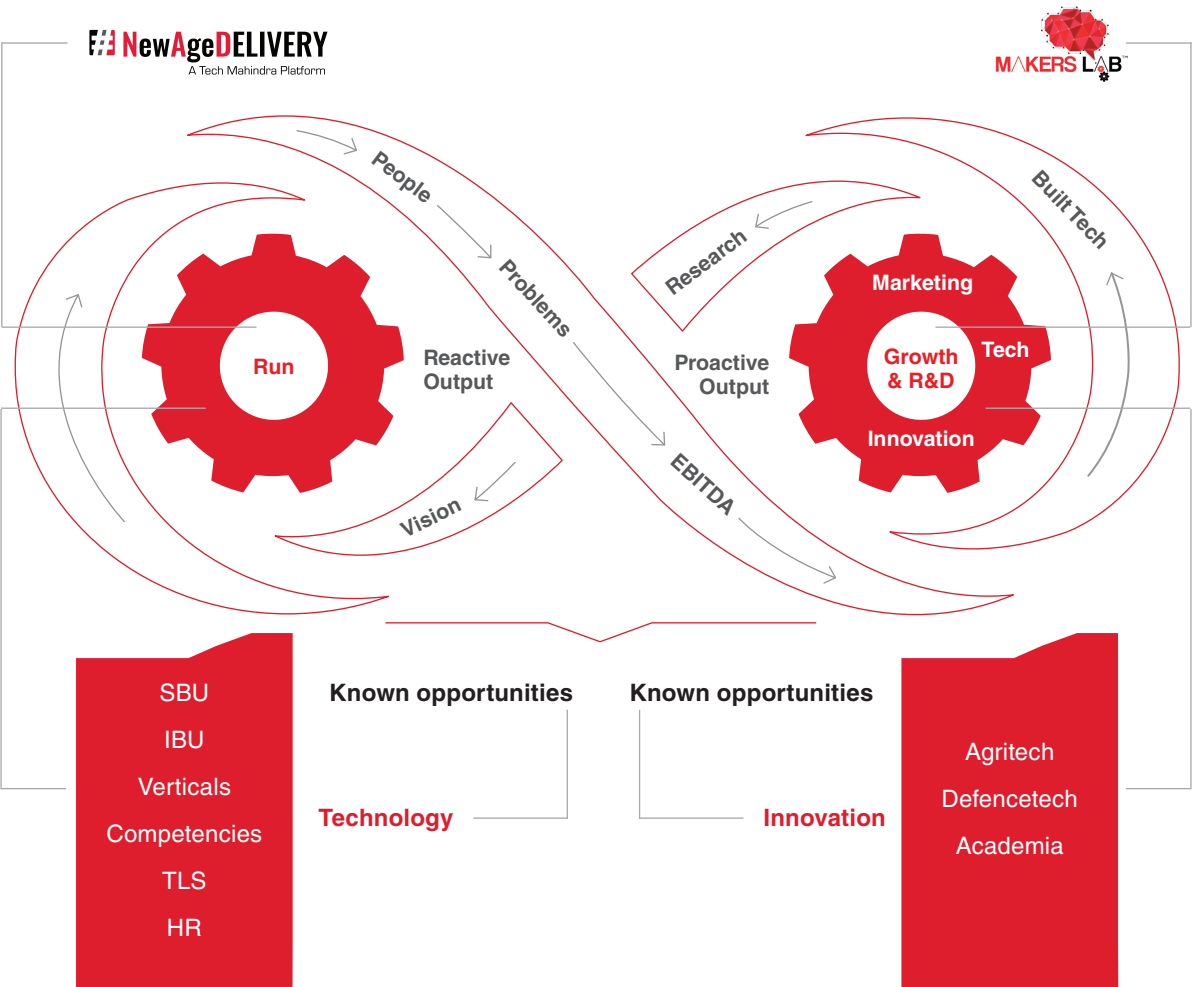 NewAgeDELIVERY
A Tech Mahindra Platform
MAKERS LAB™
People
Problems
EBITDA
Research
Built Tech
Vision
Run
Reactive
Output
Proactive
Output
Marketing
Tech
Growth
& R&D
Innovation
Known opportunities
Known opportunities
Technology
Innovation
SBU
IBU
Verticals
Competencies
TLS
HR
Agritech
Defencetech
Academia